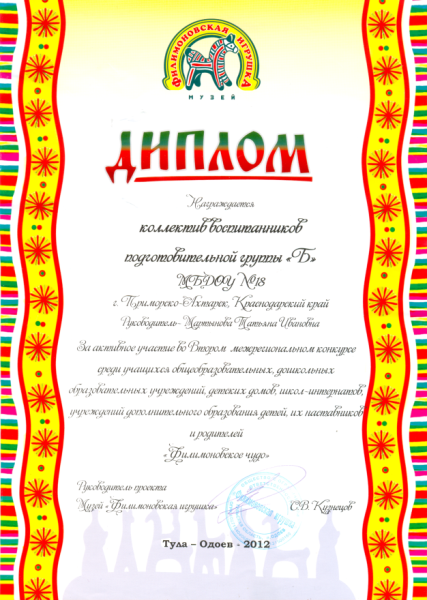 ФИЛИМОНОВСКАЯ ИГРУШКА
МУЗЕЙ
ДИПЛОМ
Награждается
коллектив воспитанников
подготовительной группы «Б»
МБДОУ №18
г. Приморско-Ахтарск, Краснодарский край
Руководитель- Мартынова Татьяна Ивановна
За активное участие во Втором межрегиональном конкурсе
среди учащихся общеобразовательных, дошкольных
образовательных учреждений, детских домов, школ-интернатов,
учреждений дополнительного образования детей, их наставников
и родителей
«Филимоновское чудо»
Руководитель проекта
Музей «Филимоновская игрушка» С.В. Кузнецов
Тула – Одоев - 2012